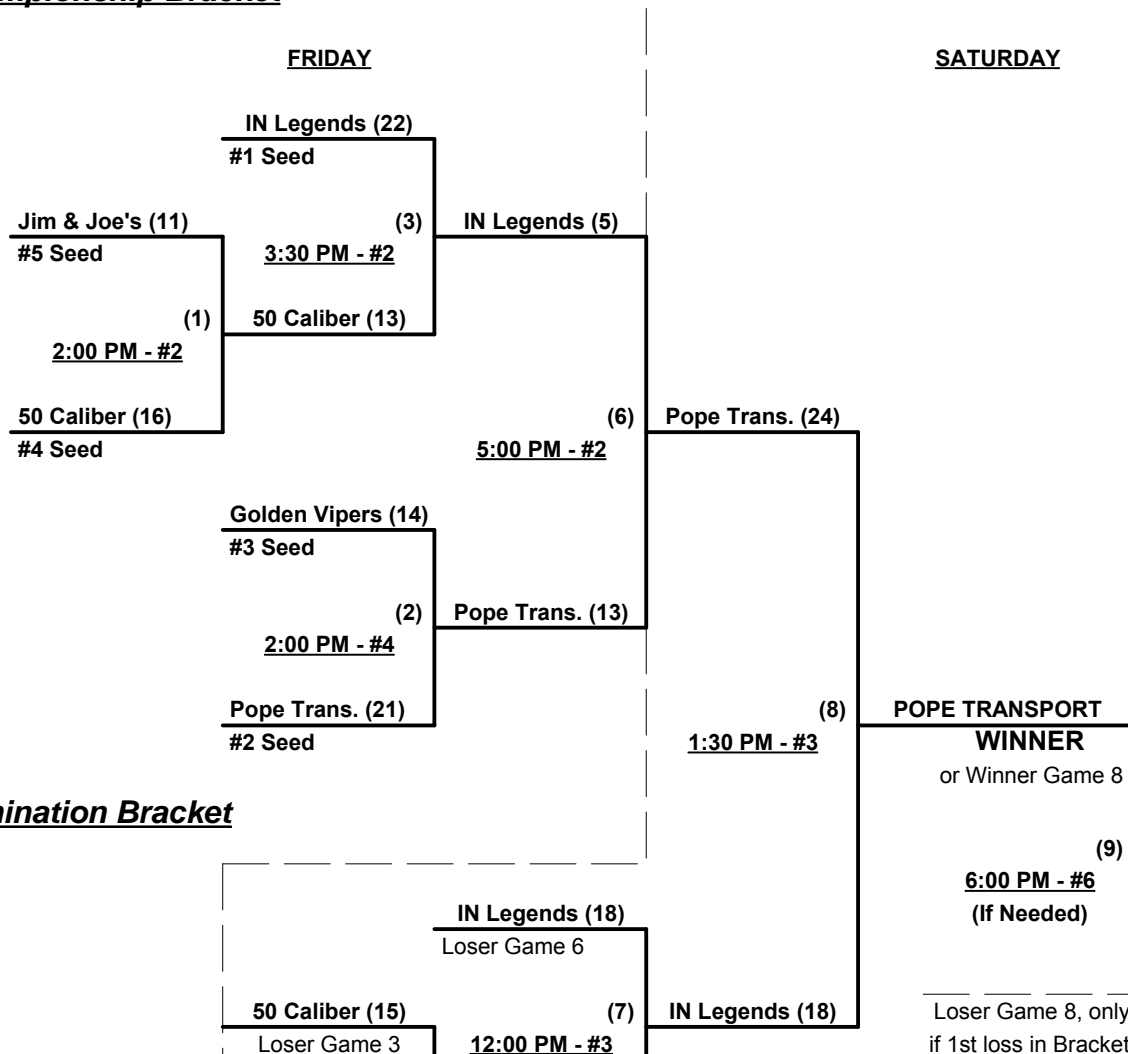 FRIDAY
SATURDAY
IN Legends (22)
#1 Seed
Jim & Joe's (11)
(3)
IN Legends (5)
#5 Seed
3:30 PM - #2
(1)
50 Caliber (13)
2:00 PM - #2
50 Caliber (16)
(6)
Pope Trans. (24)
#4 Seed
5:00 PM - #2
Golden Vipers (14)
#3 Seed
(2)
Pope Trans. (13)
2:00 PM - #4
Pope Trans. (21)
(8)
POPE TRANSPORT
#2 Seed
1:30 PM - #3
WINNER
or Winner Game 8
Bracket
(9)
6:00 PM - #6
IN Legends (18)
(If Needed)
Loser Game 6
50 Caliber (15)
(7)
IN Legends (18)
Loser Game 8, only
Loser Game 3
12:00 PM - #3
if 1st loss in Bracket